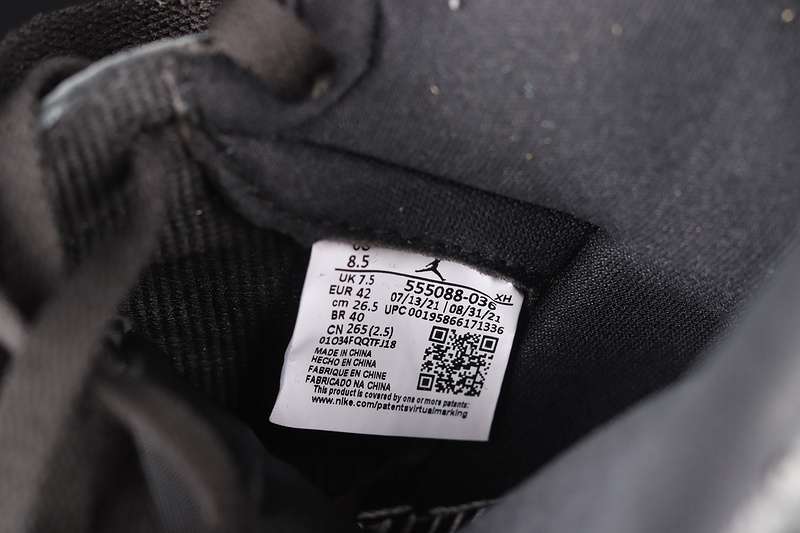 8.5
UK 7.5
EUR 42
cm 26.5
BR 40
CN 265(2.5)
555088-036 XH
07/13/21 | 08/31/21
UPC 00195866171336
01O34FQQTFJ18
MADE IN CHINA
HECHO EN CHINA
FABRIQUE EN CHINE
FABRICADO NA CHINA
This product is covered by one or more patents:
www.nike.com/patentsvirtualmarking